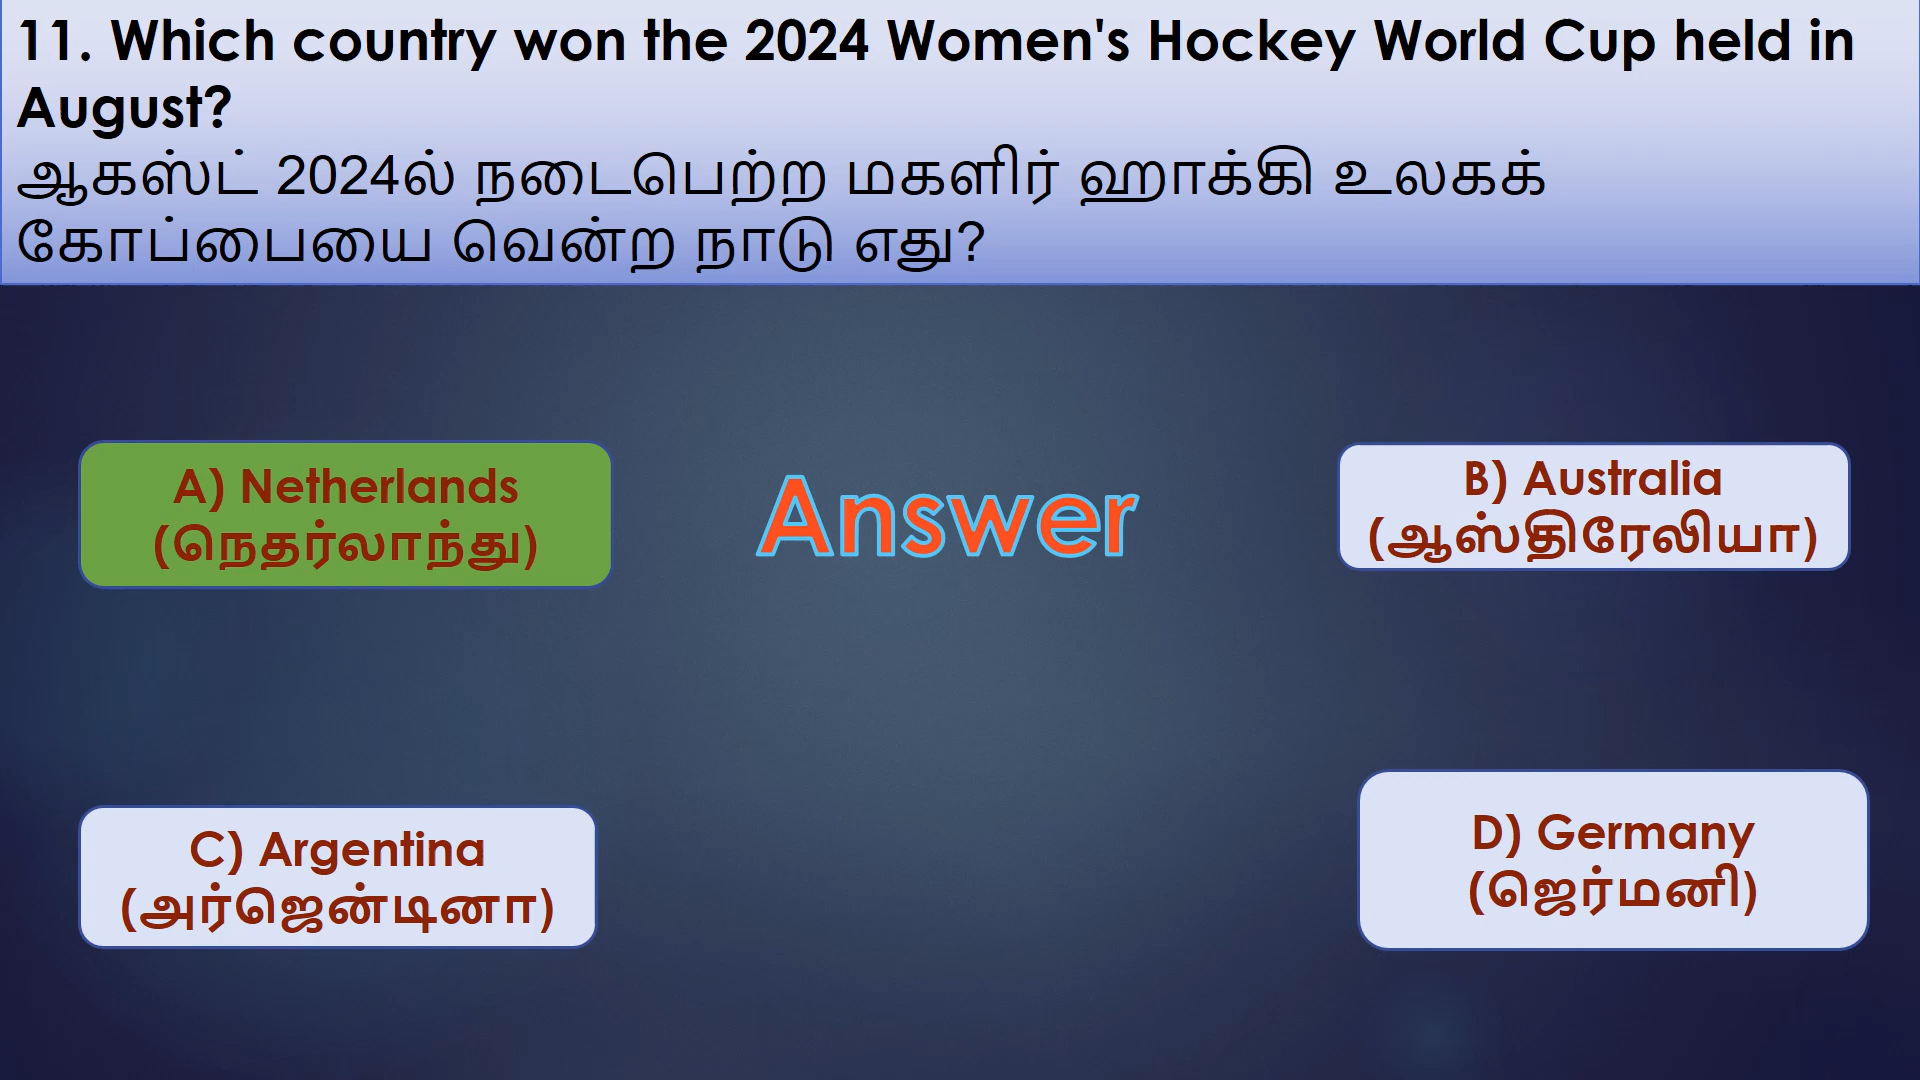 11. Which country won the 2024 Women's Hockey World Cup held in
August?
ஆகஸ்ட் 2024ல் நடைபெற்ற மகளிர் ஹாக்கி உலகக்
கோப்பையை வென்ற நாடு எது?
A) Netherlands
(நெதர்லாந்து)
Answer
B) Australia
(ஆஸ்திரேலியா)
C) Argentina
(அர்ஜென்டினா)
D) Germany
(ஜெர்மனி)